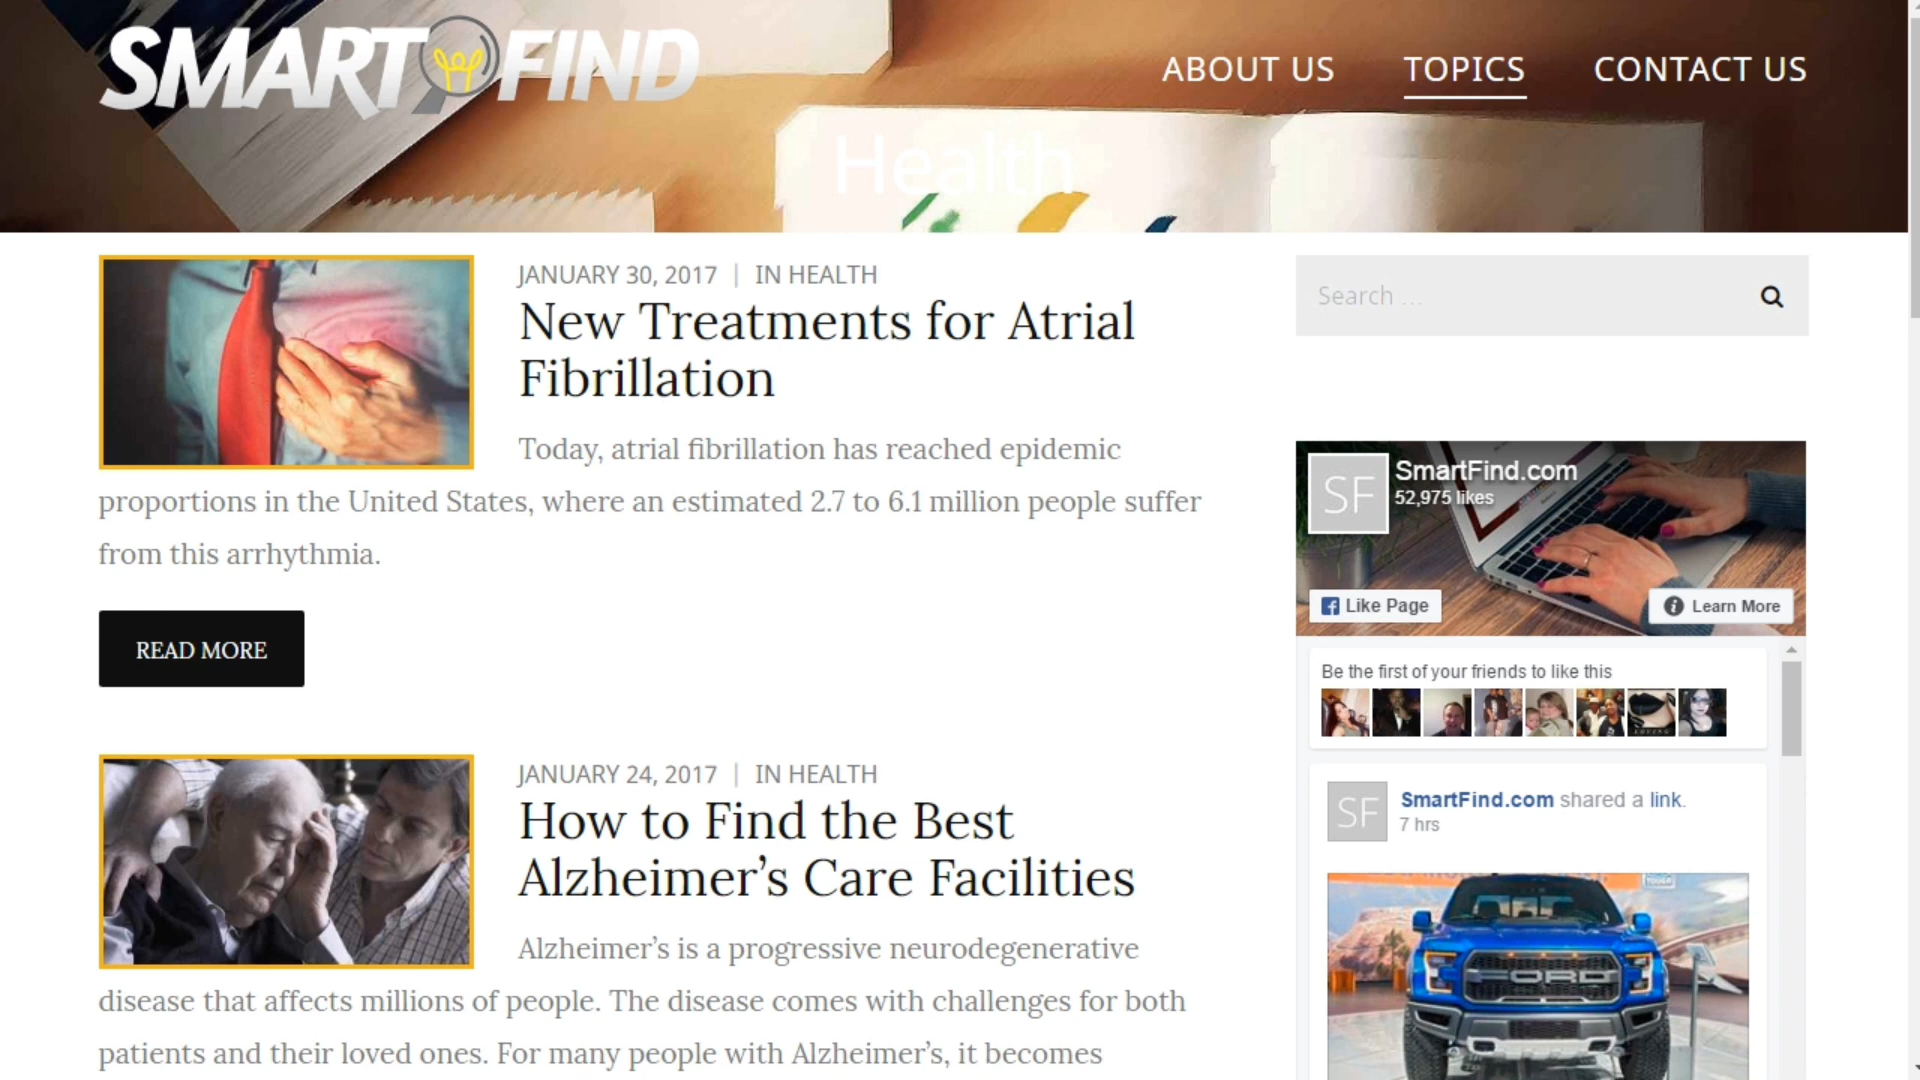 SMART FIND
ABOUT US
TOPICS
CONTACT US
Health
JANUARY 30, 2017 | IN HEALTH
New Treatments for Atrial
Fibrillation
Today, atrial fibrillation has reached epidemic
proportions in the United States, where an estimated 2.7 to 6.1 million people suffer
from this arrhythmia.
READ MORE
JANUARY 24, 2017 | IN HEALTH
How to Find the Best
Alzheimer’s Care Facilities
Alzheimer’s is a progressive neurodegenerative
disease that affects millions of people. The disease comes with challenges for both
patients and their loved ones. For many people with Alzheimer’s, it becomes
Search ...
SF
SmartFind.com
52,975 likes
Like Page
Learn More
Be the first of your friends to like this
SF
SmartFind.com shared a link.
7 hrs
FORD